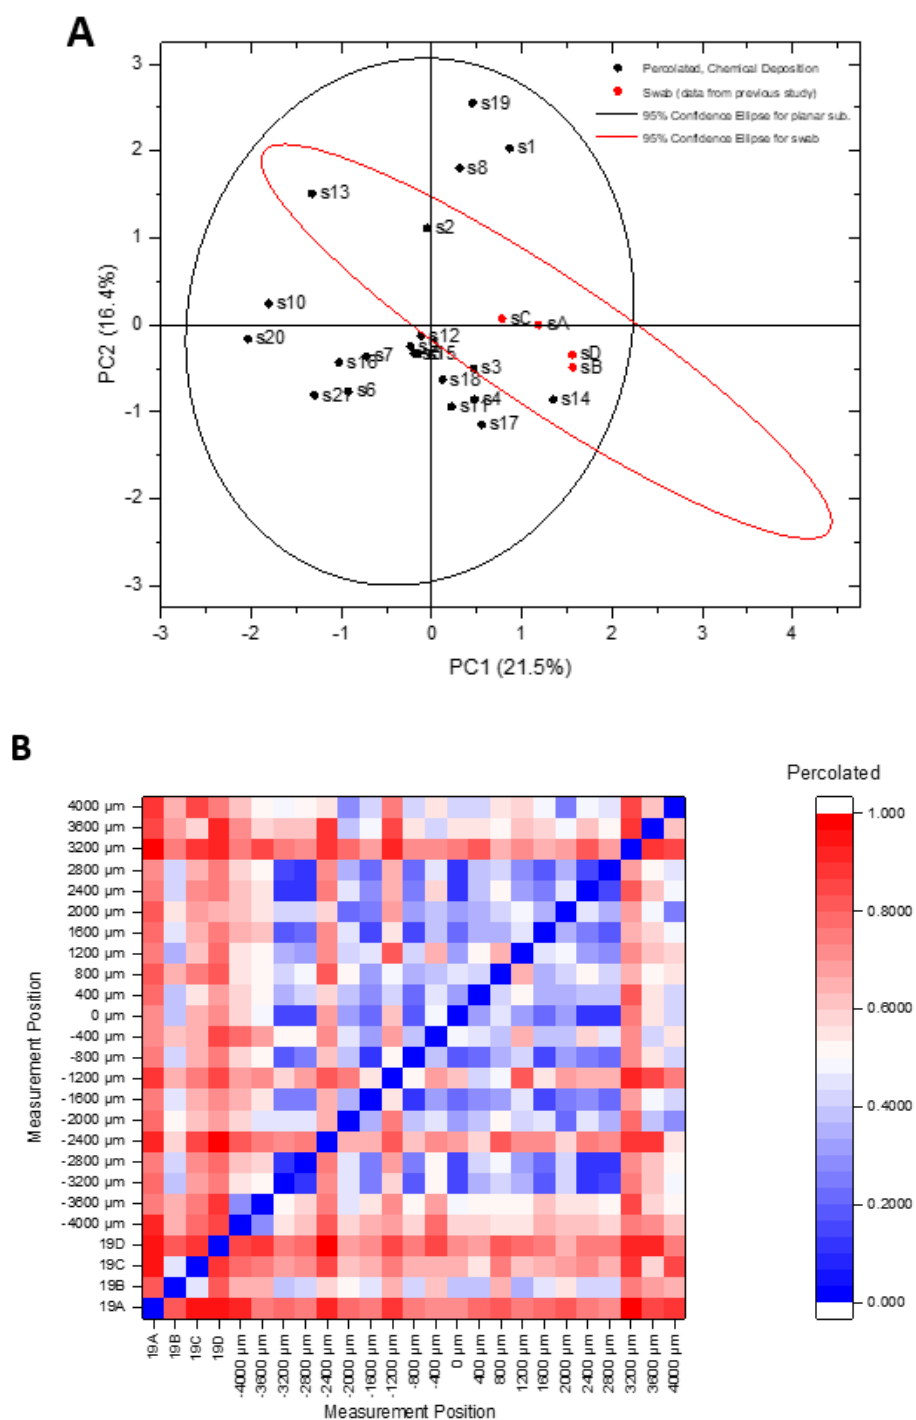 A
3
2
1
0
-1
-2
-3
PC2 (16.4%)
Percolated, Chemical Deposition
Swab (data from previous study)
95% Confidence Ellipse for planar sub.
95% Confidence Ellipse for swab
s19
s1
s8
s13
s2
s10
sC
sA
s20
s12
s15
s7
s16
sD
s3
sB
s18
s6
s21
s4
s14
s11
s17
-3
-2
-1
0
1
2
3
4
PC1 (21.5%)
B
Percolated
4000 µm
3600 µm
3200 µm
2800 µm
2400 µm
2000 µm
1600 µm
1200 µm
800 µm
400 µm
0 µm
-400 µm
-800 µm
-1200 µm
-1600 µm
-2000 µm
-2400 µm
-2800 µm
-3200 µm
-3600 µm
-4000 µm
19D
19C
19B
19A
Measurement Position
19A
19B
19C
19D
-4000 µm
-3600 µm
-3200 µm
-2800 µm
-2400 µm
-2000 µm
-1600 µm
-1200 µm
-800 µm
-400 µm
0 µm
400 µm
800 µm
1200 µm
1600 µm
2000 µm
2400 µm
2800 µm
3200 µm
3600 µm
4000 µm
Measurement Position
1.000
0.8000
0.6000
0.4000
0.2000
0.000